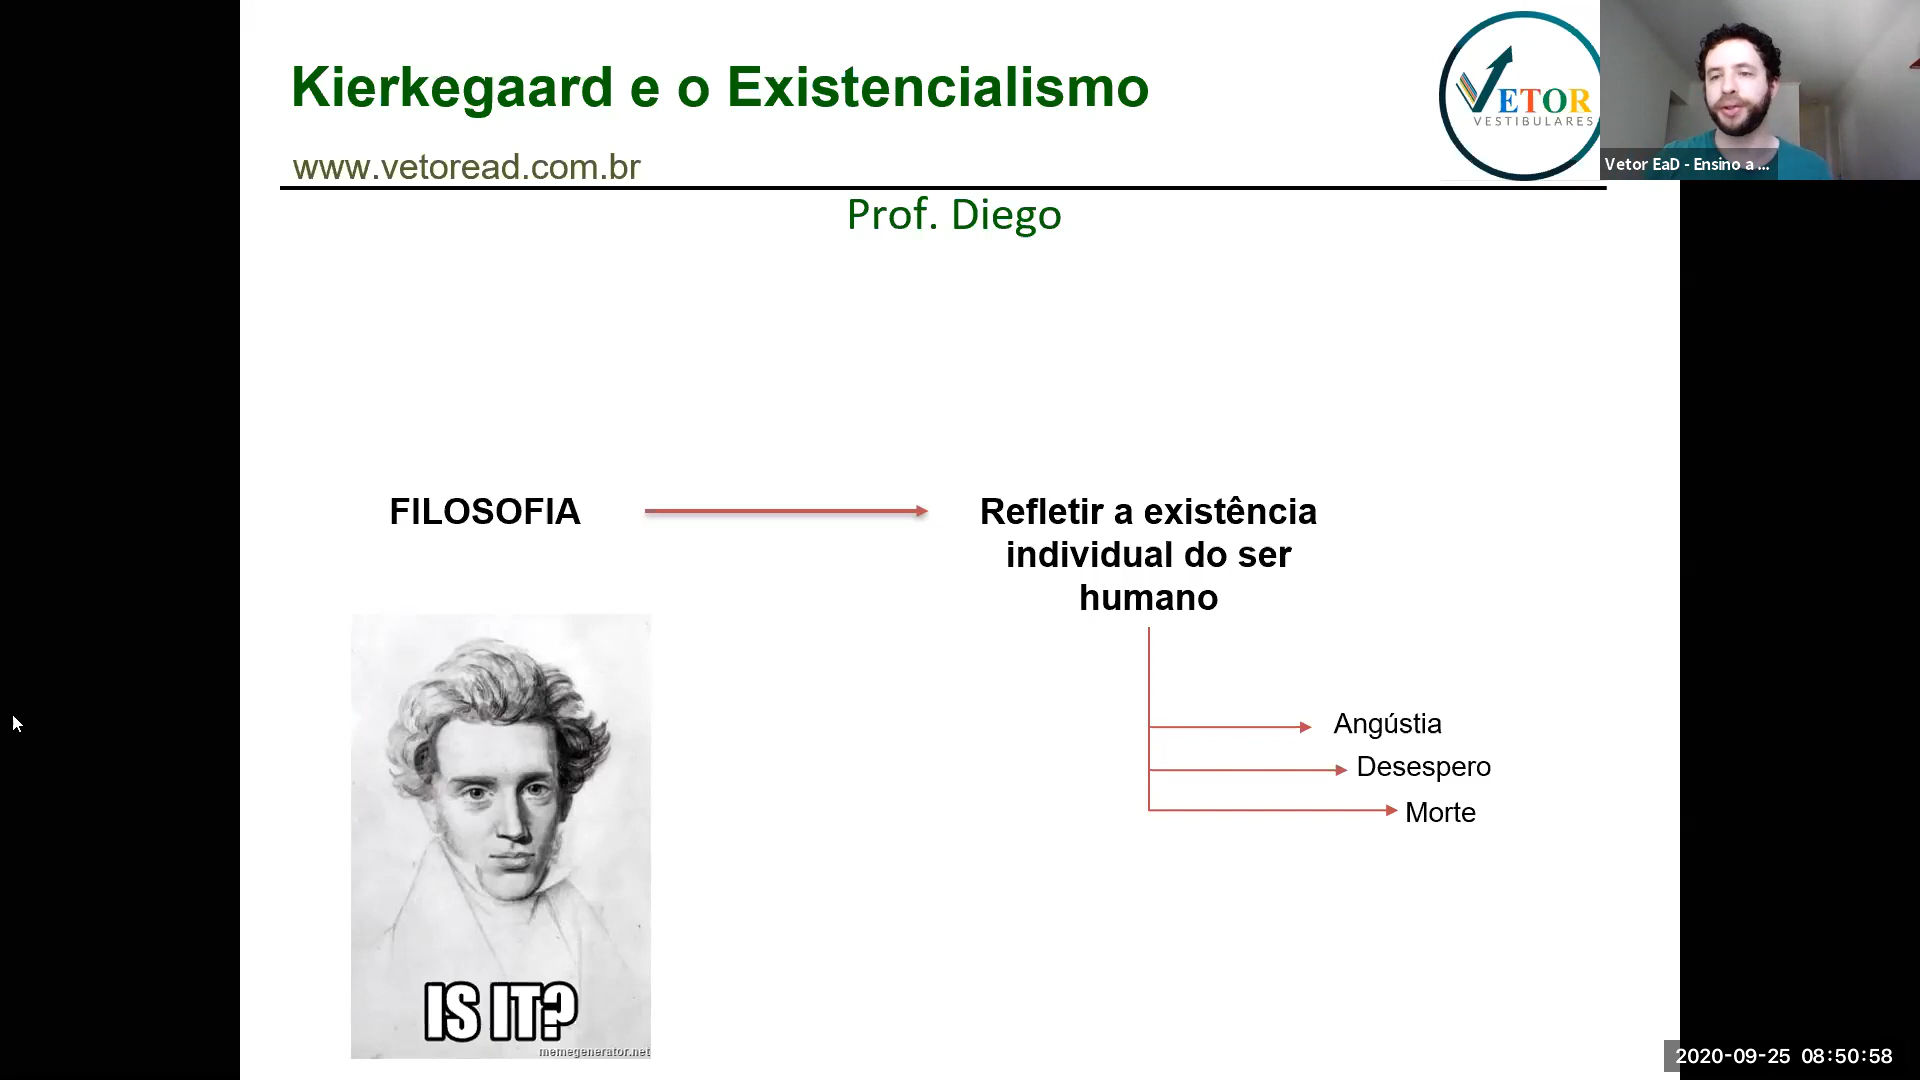 Kierkegaard e o Existencialismo
www.vetoread.com.br
VETOR
VESTIBULARES
Vetor EaD - Ensino a ...
Prof. Diego
FILOSOFIA
Refletir a existência
individual do ser
humano
Angústia
Desespero
Morte
IS IT?
memegenerator.net
2020-09-25 08:50:58